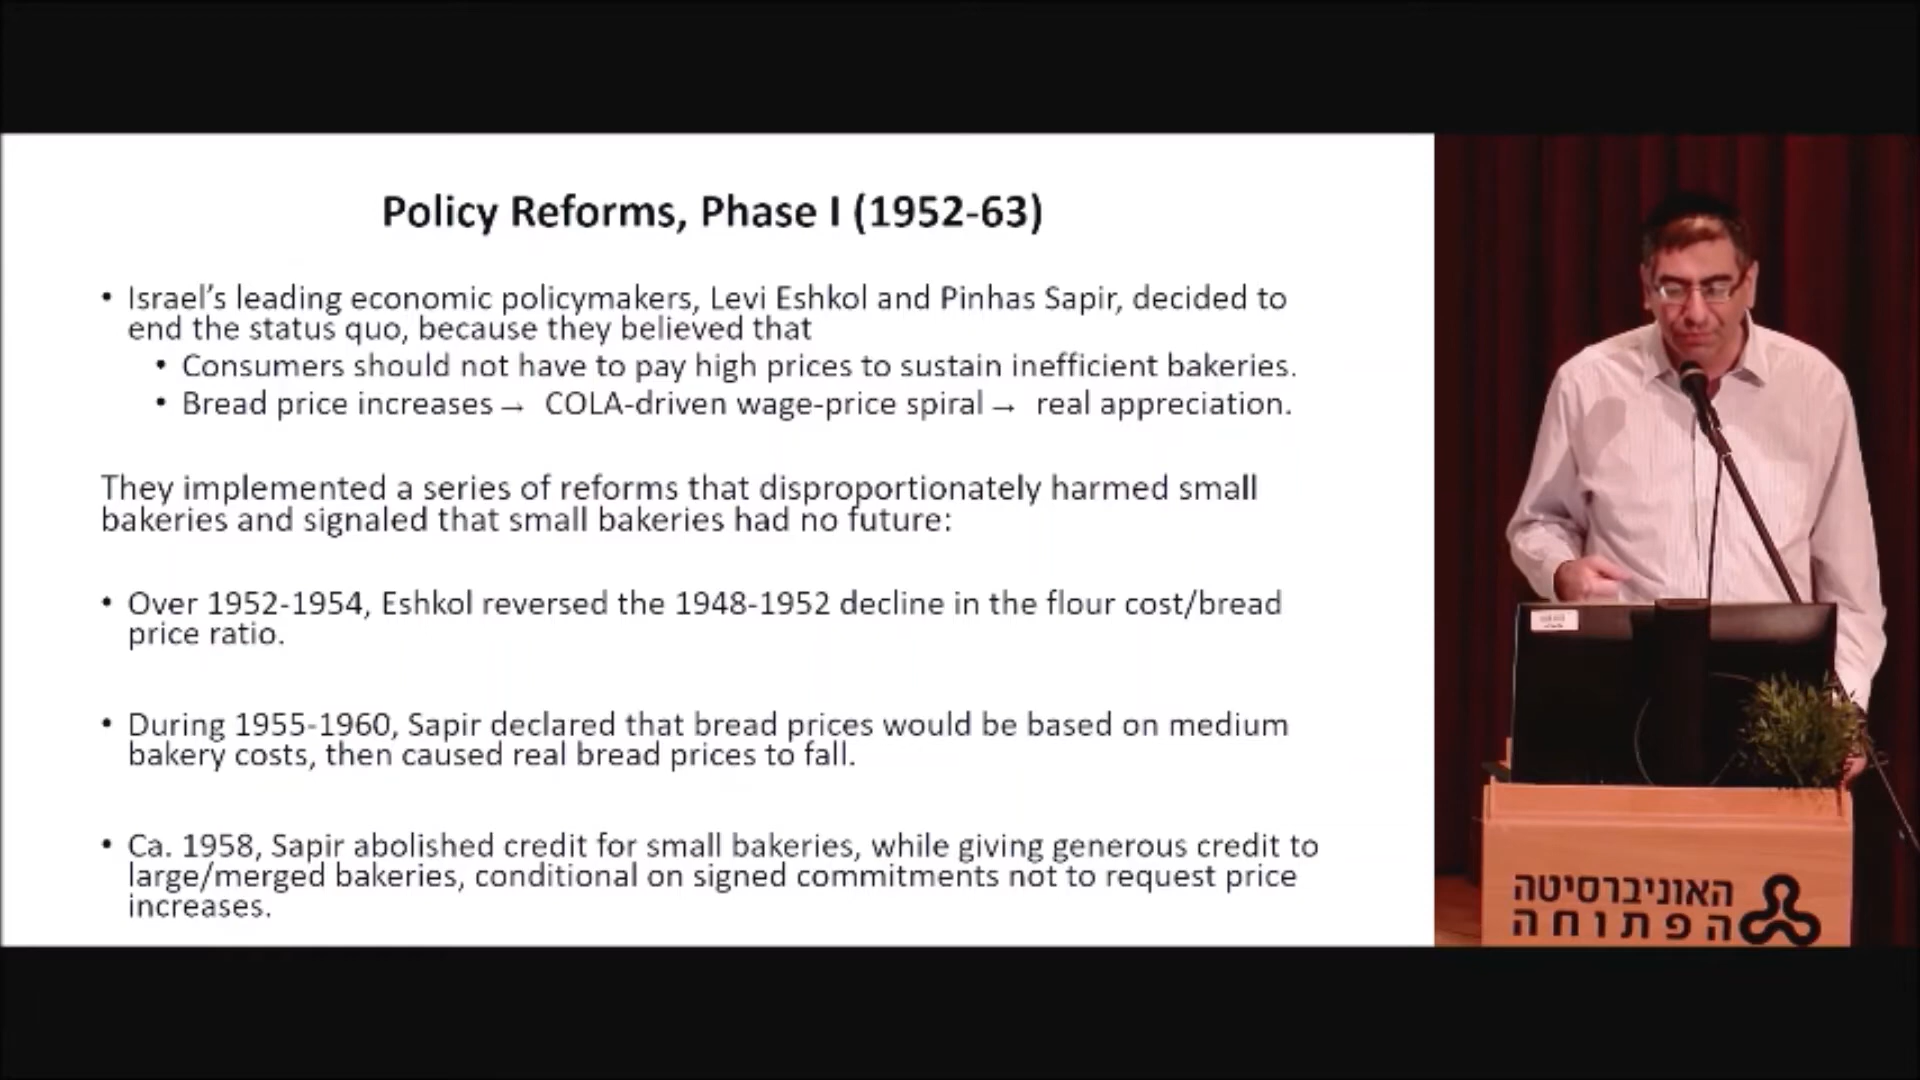 Policy Reforms, Phase I (1952-63)
• Israel’s leading economic policymakers, Levi Eshkol and Pinhas Sapir, decided to
end the status quo, because they believed that
• Consumers should not have to pay high prices to sustain inefficient bakeries.
• Bread price increases → COLA-driven wage-price spiral → real appreciation.
They implemented a series of reforms that disproportionately harmed small
bakeries and signaled that small bakeries had no future:
• Over 1952-1954, Eshkol reversed the 1948-1952 decline in the flour cost/bread
price ratio.
• During 1955-1960, Sapir declared that bread prices would be based on medium
bakery costs, then caused real bread prices to fall.
• Ca. 1958, Sapir abolished credit for small bakeries, while giving generous credit to
large/merged bakeries, conditional on signed commitments not to request price
increases.
האוניברסיטה
הפתוחה